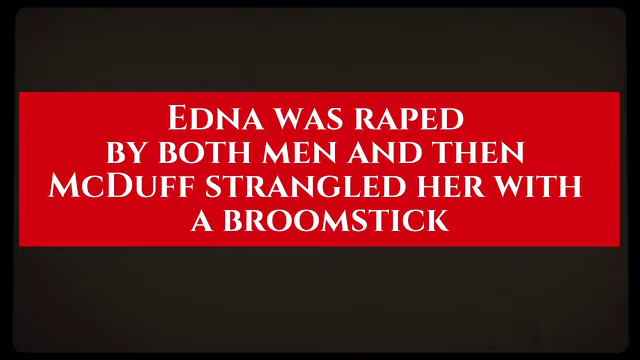 Edna was raped
by both men and then
McDuff strangled her with
a broomstick